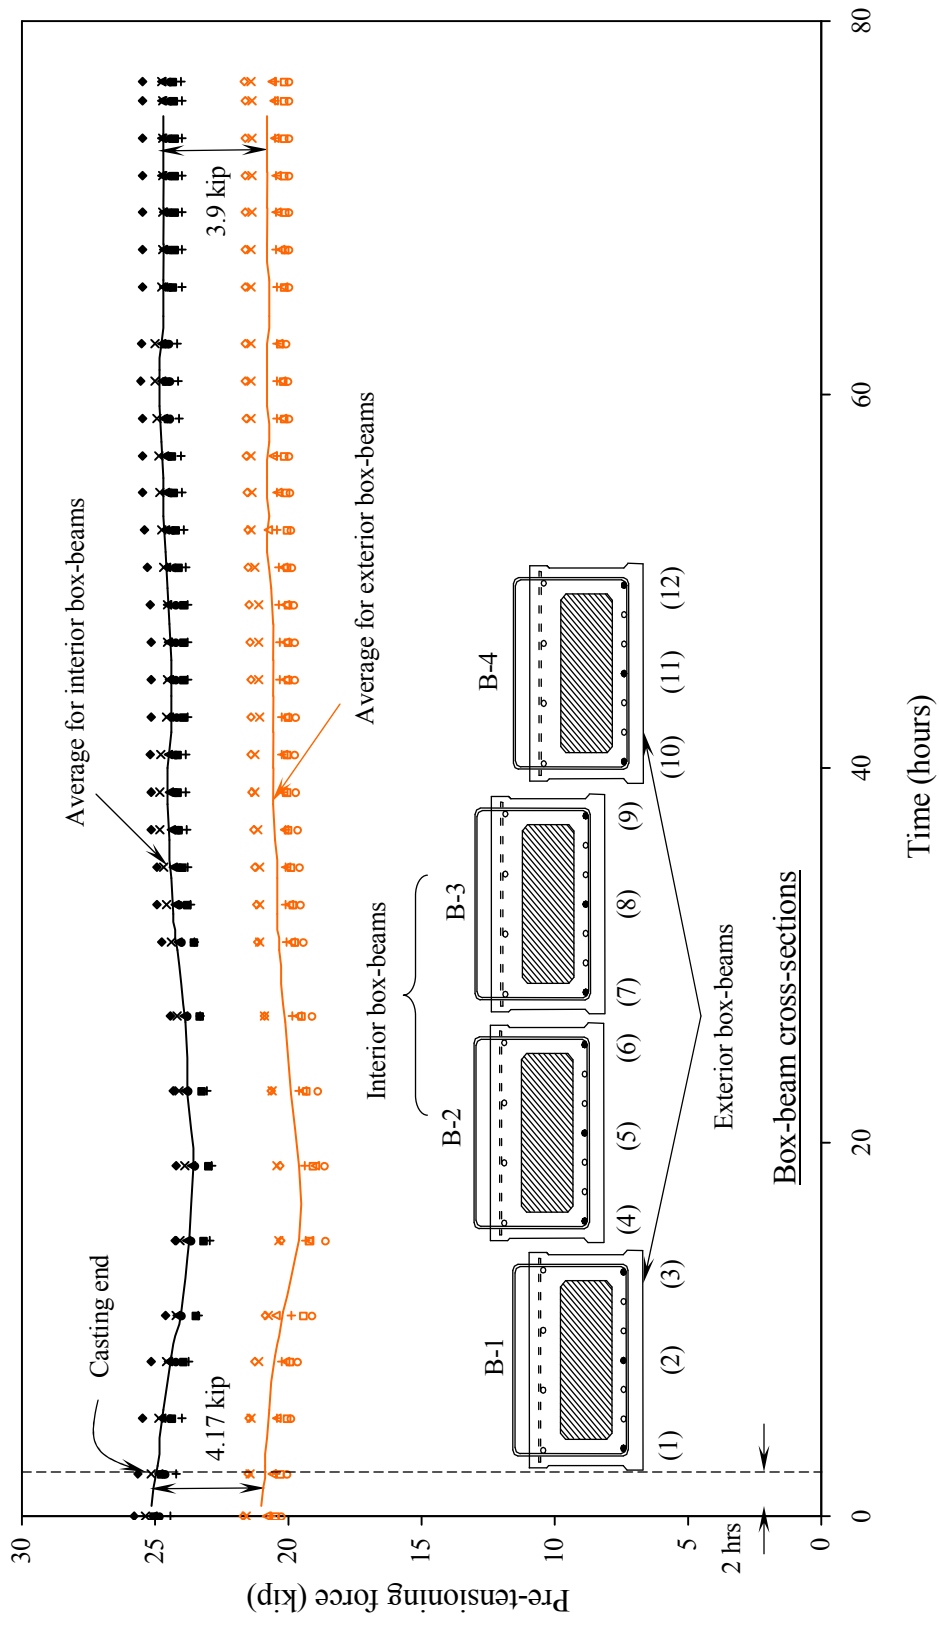 Pre-tensioning force (kip)
30
25
20
15
10
5
0
0
20
40
60
80
Time (hours)
Casting end
4.17 kip
2 hrs
Average for interior box-beams
Average for exterior box-beams
3.9 kip
Interior box-beams
B-1
B-2
B-3
B-4
(1)
(2)
(3)
(4)
(5)
(6)
(7)
(8)
(9)
(10)
(11)
(12)
Exterior box-beams
Box-beam cross-sections